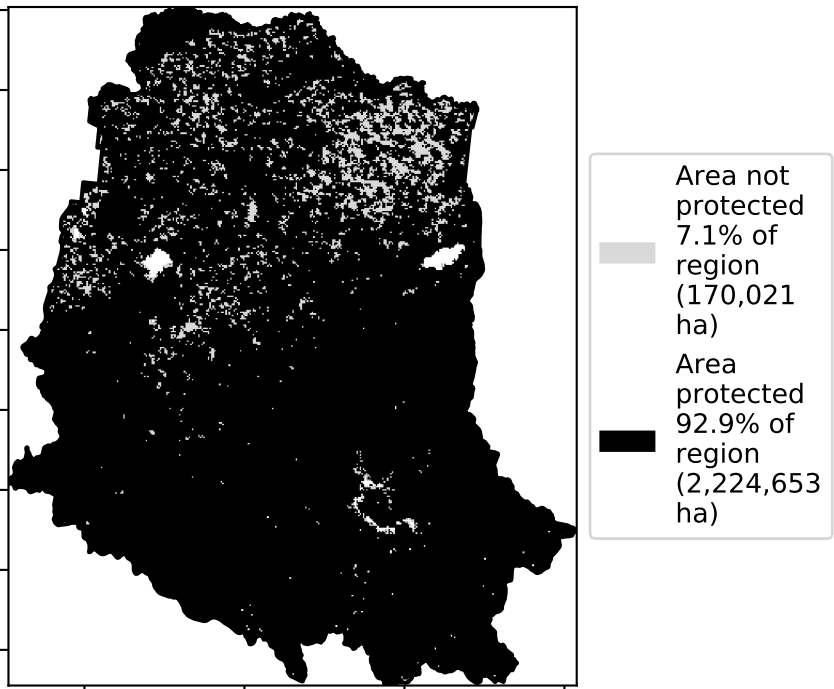 Area not
protected
7.1% of
region
(170,021
ha)
Area
protected
92.9% of
region
(2,224,653
ha)